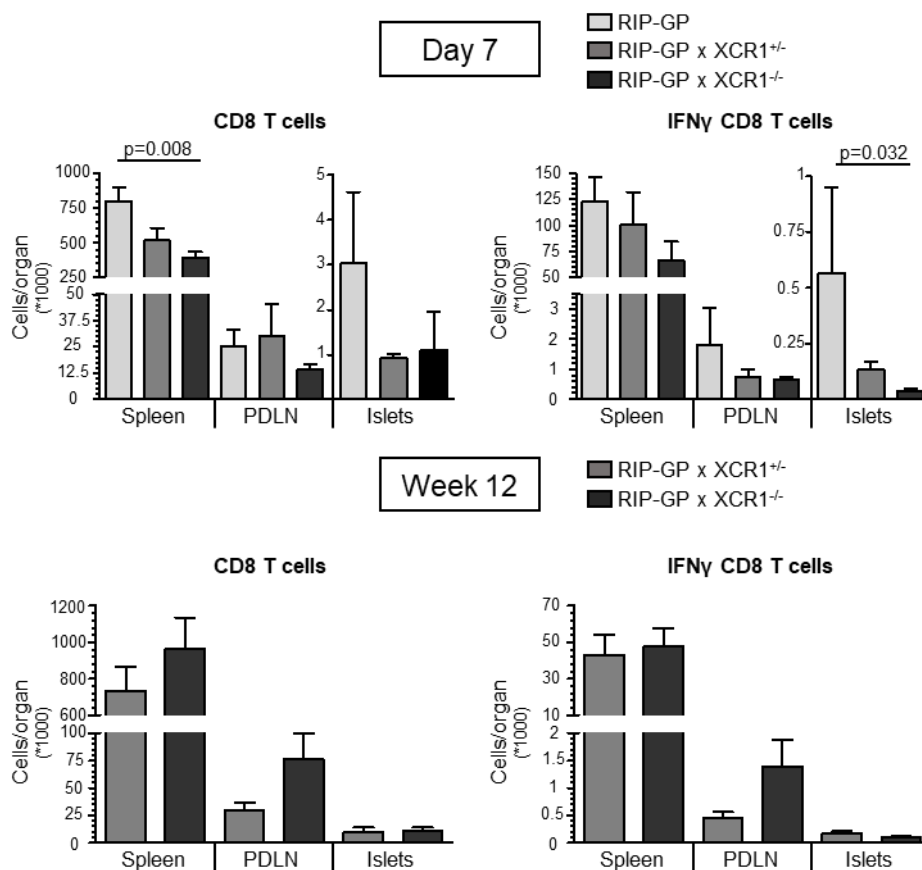 Day 7
RIP-GP
RIP-GP x XCR1+/-
RIP-GP x XCR1-/-
CD8 T cells
p=0.008
Cells/organ
(*1000)
1000
750
500
250
50
37.5
25
12.5
0
5
4
3
2
1
Spleen PDLN Islets
IFNγ CD8 T cells
p=0.032
Cells/organ
(*1000)
150
125
100
75
50
3
2
1
0
1
0.75
0.5
0.25
Spleen PDLN Islets
Week 12
RIP-GP x XCR1+/-
RIP-GP x XCR1-/-
CD8 T cells
Cells/organ
(*1000)
1200
1000
800
600
100
75
50
25
0
Spleen PDLN Islets
IFNγ CD8 T cells
Cells/organ
(*1000)
70
50
30
10
2
1.5
1
0.5
0
Spleen PDLN Islets